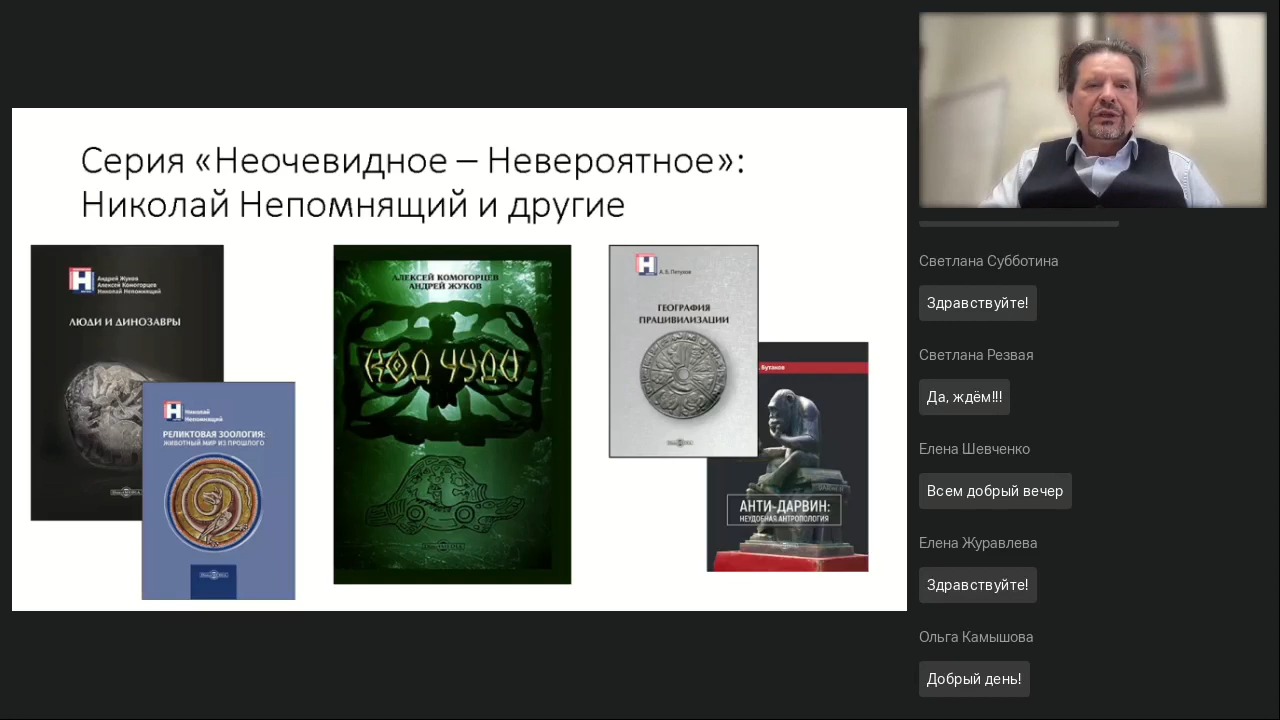 Серия «Неочевидное – Невероятное»:
Николай Непомнящий и другие
Андрей Жуков
Алексей Комогорцев
Николай Непомнящий
ЛЮДИ И ДИНОЗАВРЫ
Николай
Непомнящий
РЕЛИКТОВАЯ ЗООЛОГИЯ:
ЖИВОТНЫЙ МИР ИЗ ПРОШЛОГО
АЛЕКСЕЙ КОМОГОРЦЕВ
АНДРЕЙ ЖУКОВ
КОД ЧУДИ
А. В. Петухов
ГЕОГРАФИЯ
ПРАЦИВИЛИЗАЦИИ
Бутаков
АНТИ-ДАРВИН:
НЕУДОБНАЯ АНТРОПОЛОГИЯ
Светлана Субботина
Здравствуйте!
Светлана Резвая
Да, ждём!!!
Елена Шевченко
Всем добрый вечер
Елена Журавлева
Здравствуйте!
Ольга Камышова
Добрый день!